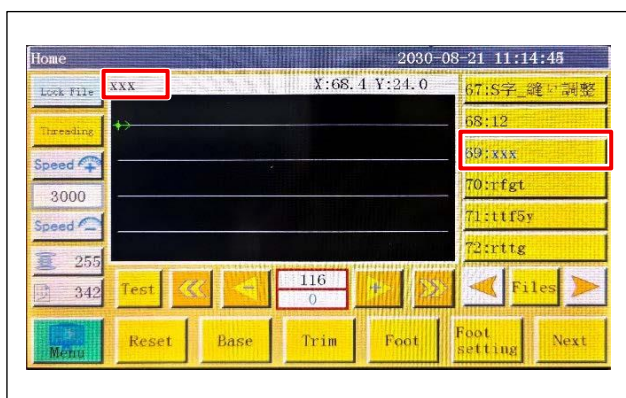 Home 2030-08-21 11:14:45
Lock File
xxx X:68.4 Y:24.0
67:S字_縫い調整
Threading
68:12
Speed
69:xxx
3000
70:rfgt
Speed
71:ttf5y
255
72:rttg
342
Test
116
0
Files
Menu
Reset
Base
Trim
Foot
Foot
setting
Next